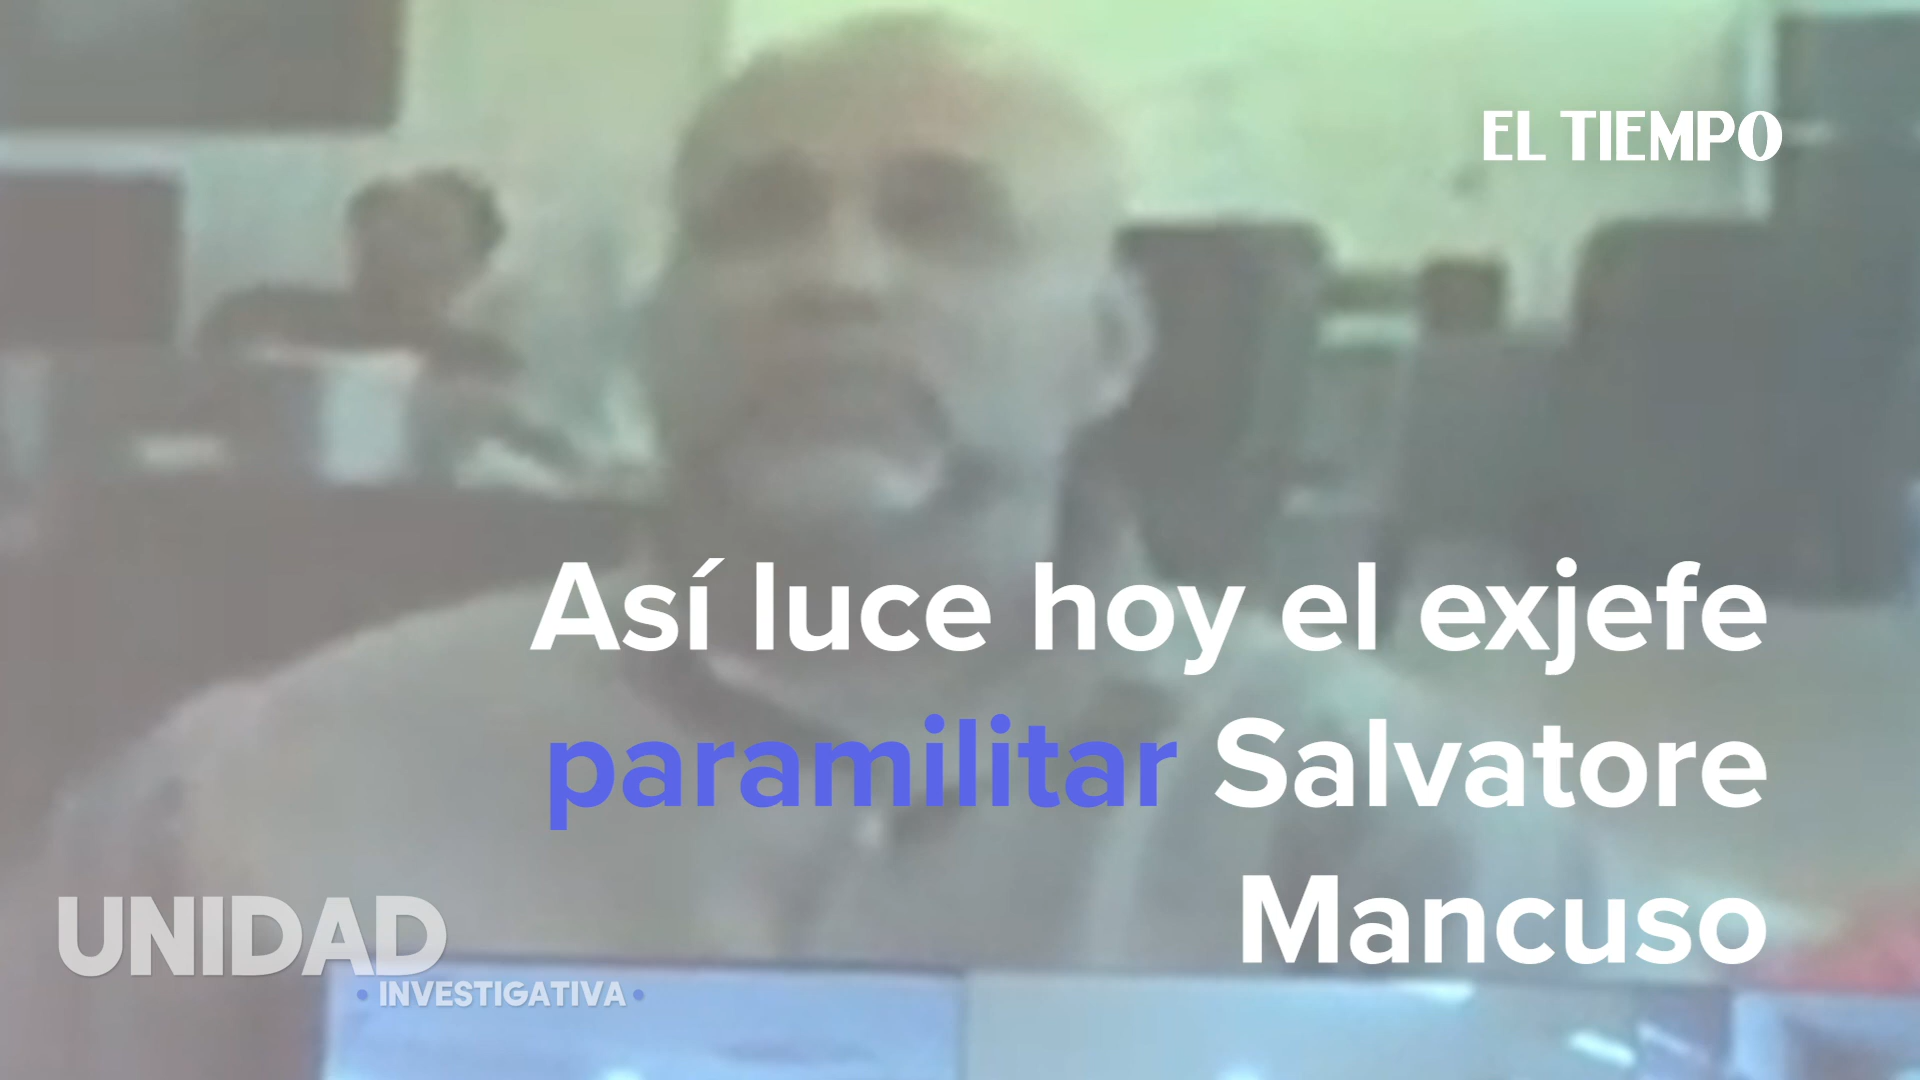 EL TIEMPO
Así luce hoy el exjefe
paramilitar Salvatore
Mancuso
UNIDAD
• INVESTIGATIVA •